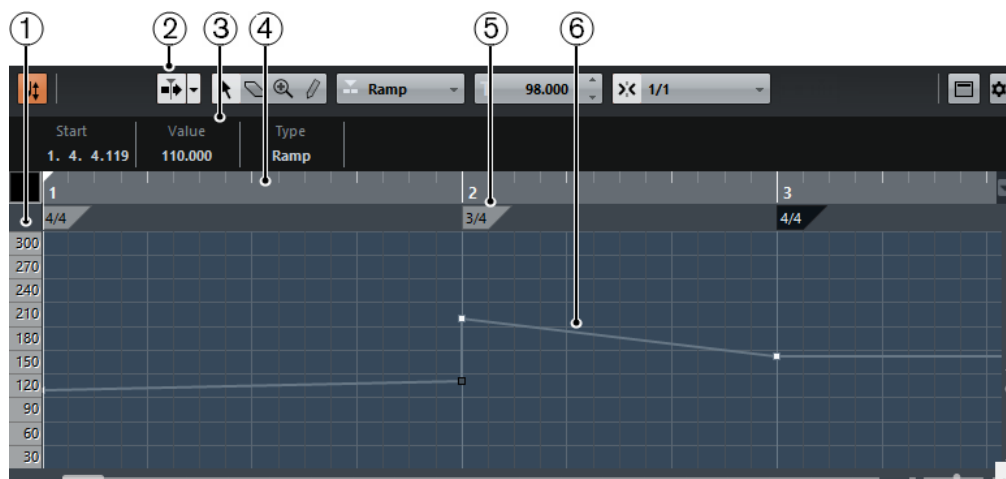 1 2 3 4 5 6
Ramp 98.000 1/1
Start Value Type
1. 4. 4.119 110.000 Ramp
1 2 3
4/4 3/4 4/4
300
270
240
210
180
150
120
90
60
30